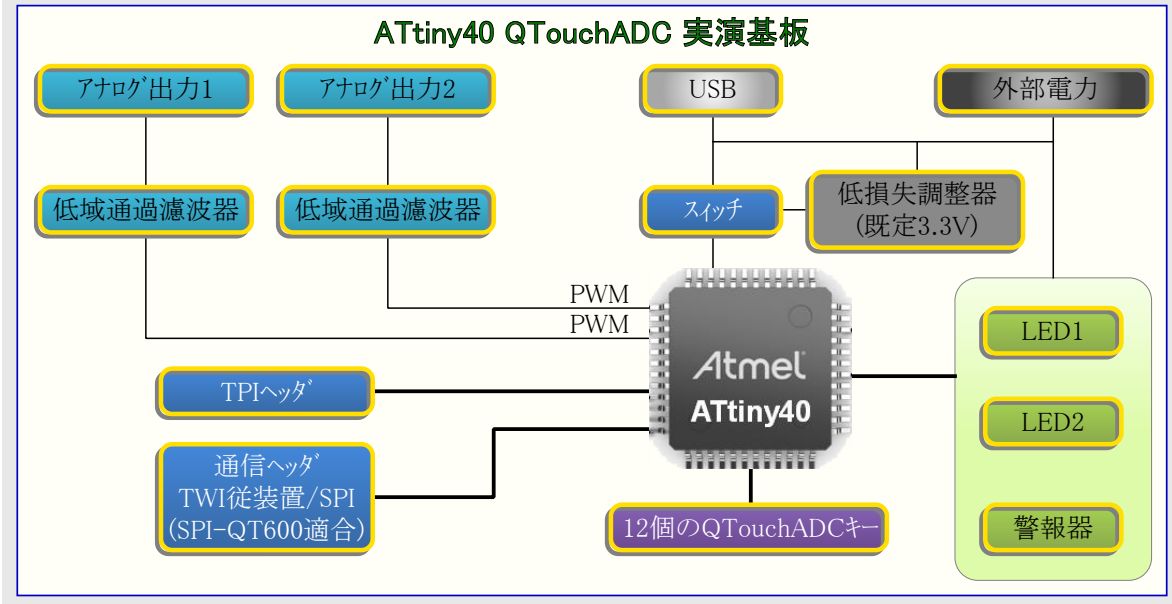 ATtiny40 QTouchADC 実演基板
アナログ出力1
アナログ出力2
USB
外部電力
低域通過濾波器
低域通過濾波器
スイッチ
低損失調整器
(既定3.3V)
PWM
PWM
Atmel
ATtiny40
LED1
LED2
警報器
TPIヘッダ
通信ヘッダ
TWI従装置/SPI
(SPI-QT600適合)
12個のQTouchADCキー